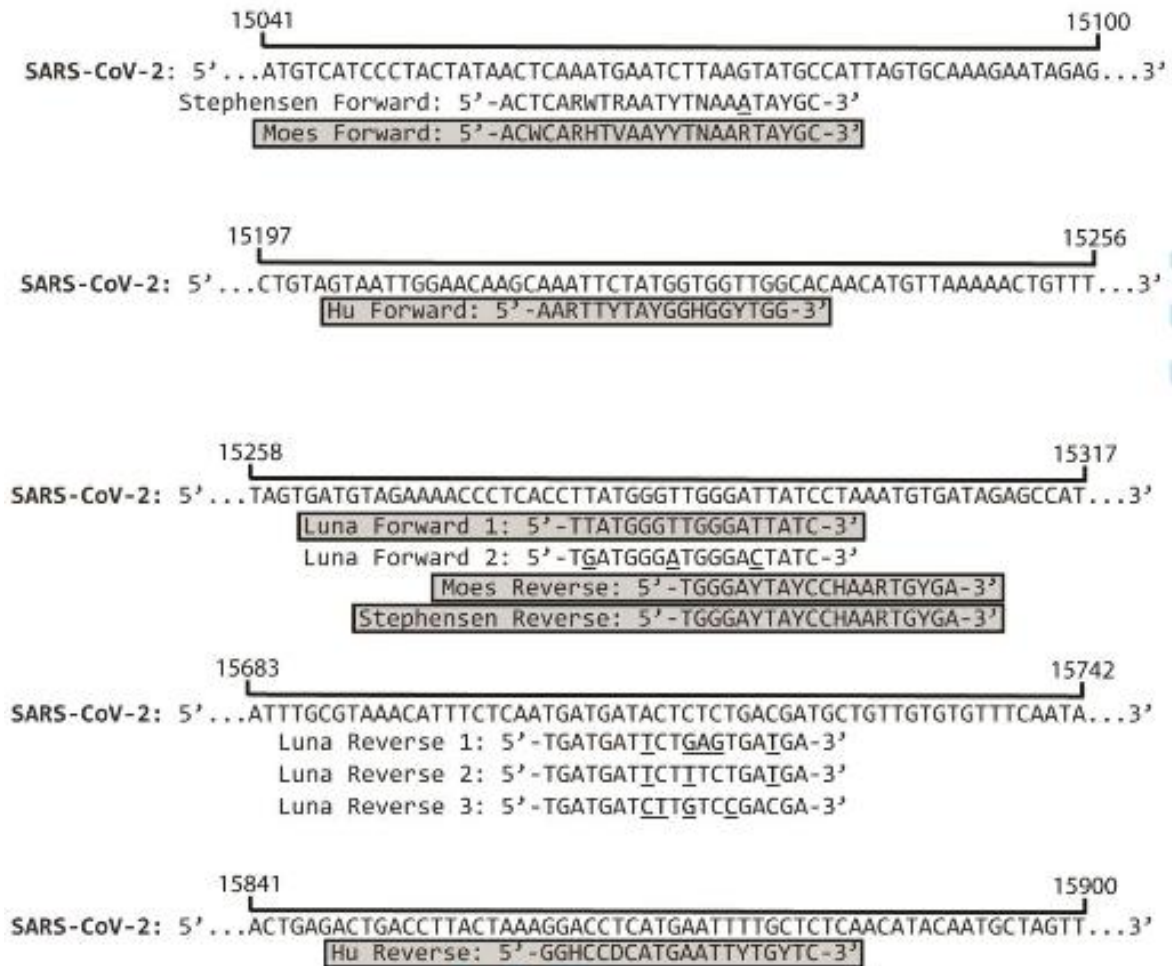 15041 15100
SARS-CoV-2: 5’...ATGTCATCCCTACTATAACTCAAATGAATCTTAAGTATGCCATTAGTGCAAAGAATAGAG...3’
Stephensen Forward: 5’-ACTCARWTRAATYTNAAATAYGC-3’
Moes Forward: 5’-ACWCARHTVAAYYTNAARTAYGC-3’
15197 15256
SARS-CoV-2: 5’...CTGTAGTAATTGGAACAAGCAAATTCTATGGTGGTTGGCACAACATGTTAAAAACTGTTT...3’
Hu Forward: 5’-AARTTYTAYGGHGGYTGG-3’
15258 15317
SARS-CoV-2: 5’...TAGTGATGTAGAAAACCCTCACCTTATGGGTTGGGATTATCCTAAATGTGATAGAGCCAT...3’
Luna Forward 1: 5’-TTATGGGTTGGGATTATC-3’
Luna Forward 2: 5’-TGATGGGATGGGACTATC-3’
Moes Reverse: 5’-TGGGAYTAYCCHAARTGYGA-3’
Stephensen Reverse: 5’-TGGGAYTAYCCHAARTGYGA-3’
15683 15742
SARS-CoV-2: 5’...ATTTGCGTAAACATTTCTCAATGATGATACTCTCTGACGATGCTGTTGTGTGTTTCAATA...3’
Luna Reverse 1: 5’-TGATGATTCTGAGTGATGA-3’
Luna Reverse 2: 5’-TGATGATTCTTTCTGATGA-3’
Luna Reverse 3: 5’-TGATGATCTTGTCCGACGA-3’
15841 15900
SARS-CoV-2: 5’...ACTGAGACTGACCTTACTAAAGGACCTCATGAATTTTGCTCTCAACATACAATGCTAGTT...3’
Hu Reverse: 5’-GGHCCDCATGAATTYTGYTC-3’